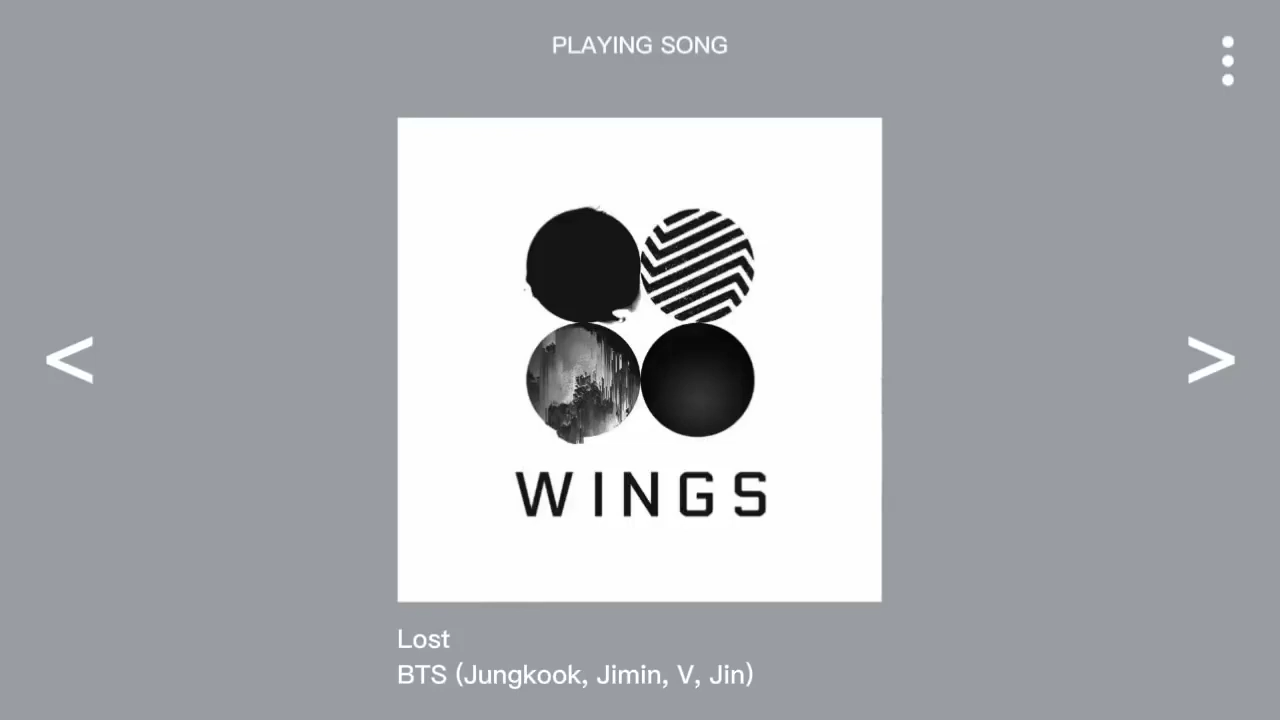 PLAYING SONG
<
>
WINGS
Lost
BTS (Jungkook, Jimin, V, Jin)